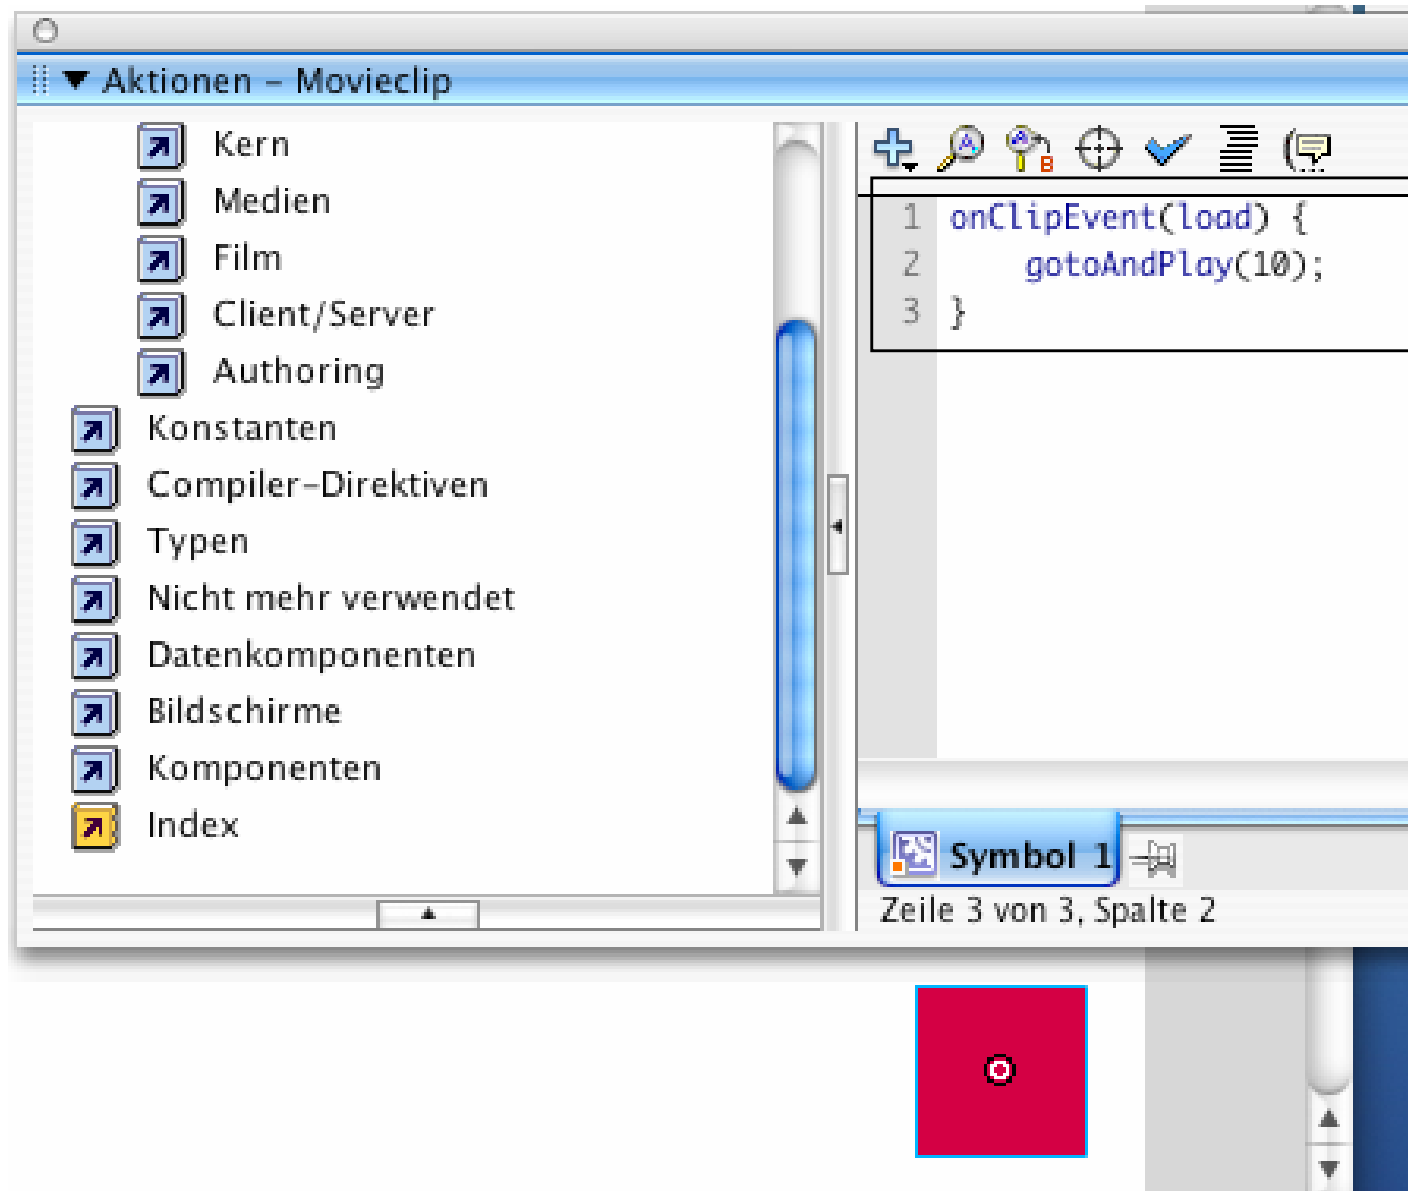 Aktionen – Movieclip
Kern
Medien
Film
Client/Server
Authoring
Konstanten
Compiler-Direktiven
Typen
Nicht mehr verwendet
Datenkomponenten
Bildschirme
Komponenten
Index
1 onClipEvent(load) {
2 gotoAndPlay(10);
3 }
Symbol 1
Zeile 3 von 3, Spalte 2